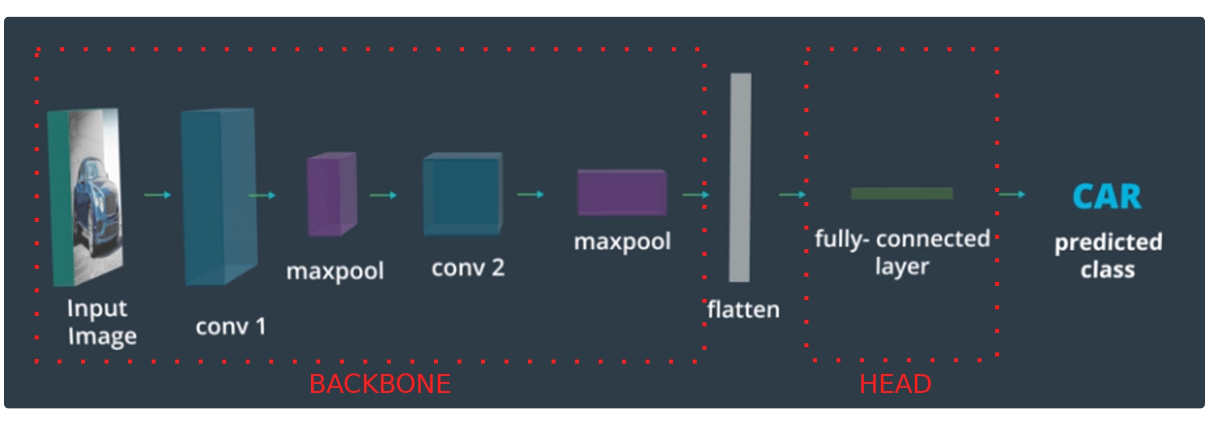 Input
Image
conv 1
maxpool
conv 2
maxpool
flatten
fully- connected
layer
CAR
predicted
class
BACKBONE
HEAD